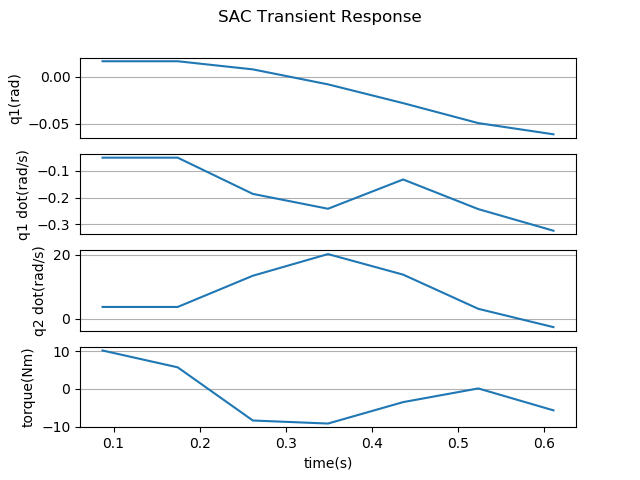 SAC Transient Response
q1(rad)
0.00
−0.05
q1 dot(rad/s)
−0.1
−0.2
−0.3
q2 dot(rad/s)
20
0
torque(Nm)
10
0
−10
0.1 0.2 0.3 0.4 0.5 0.6
time(s)